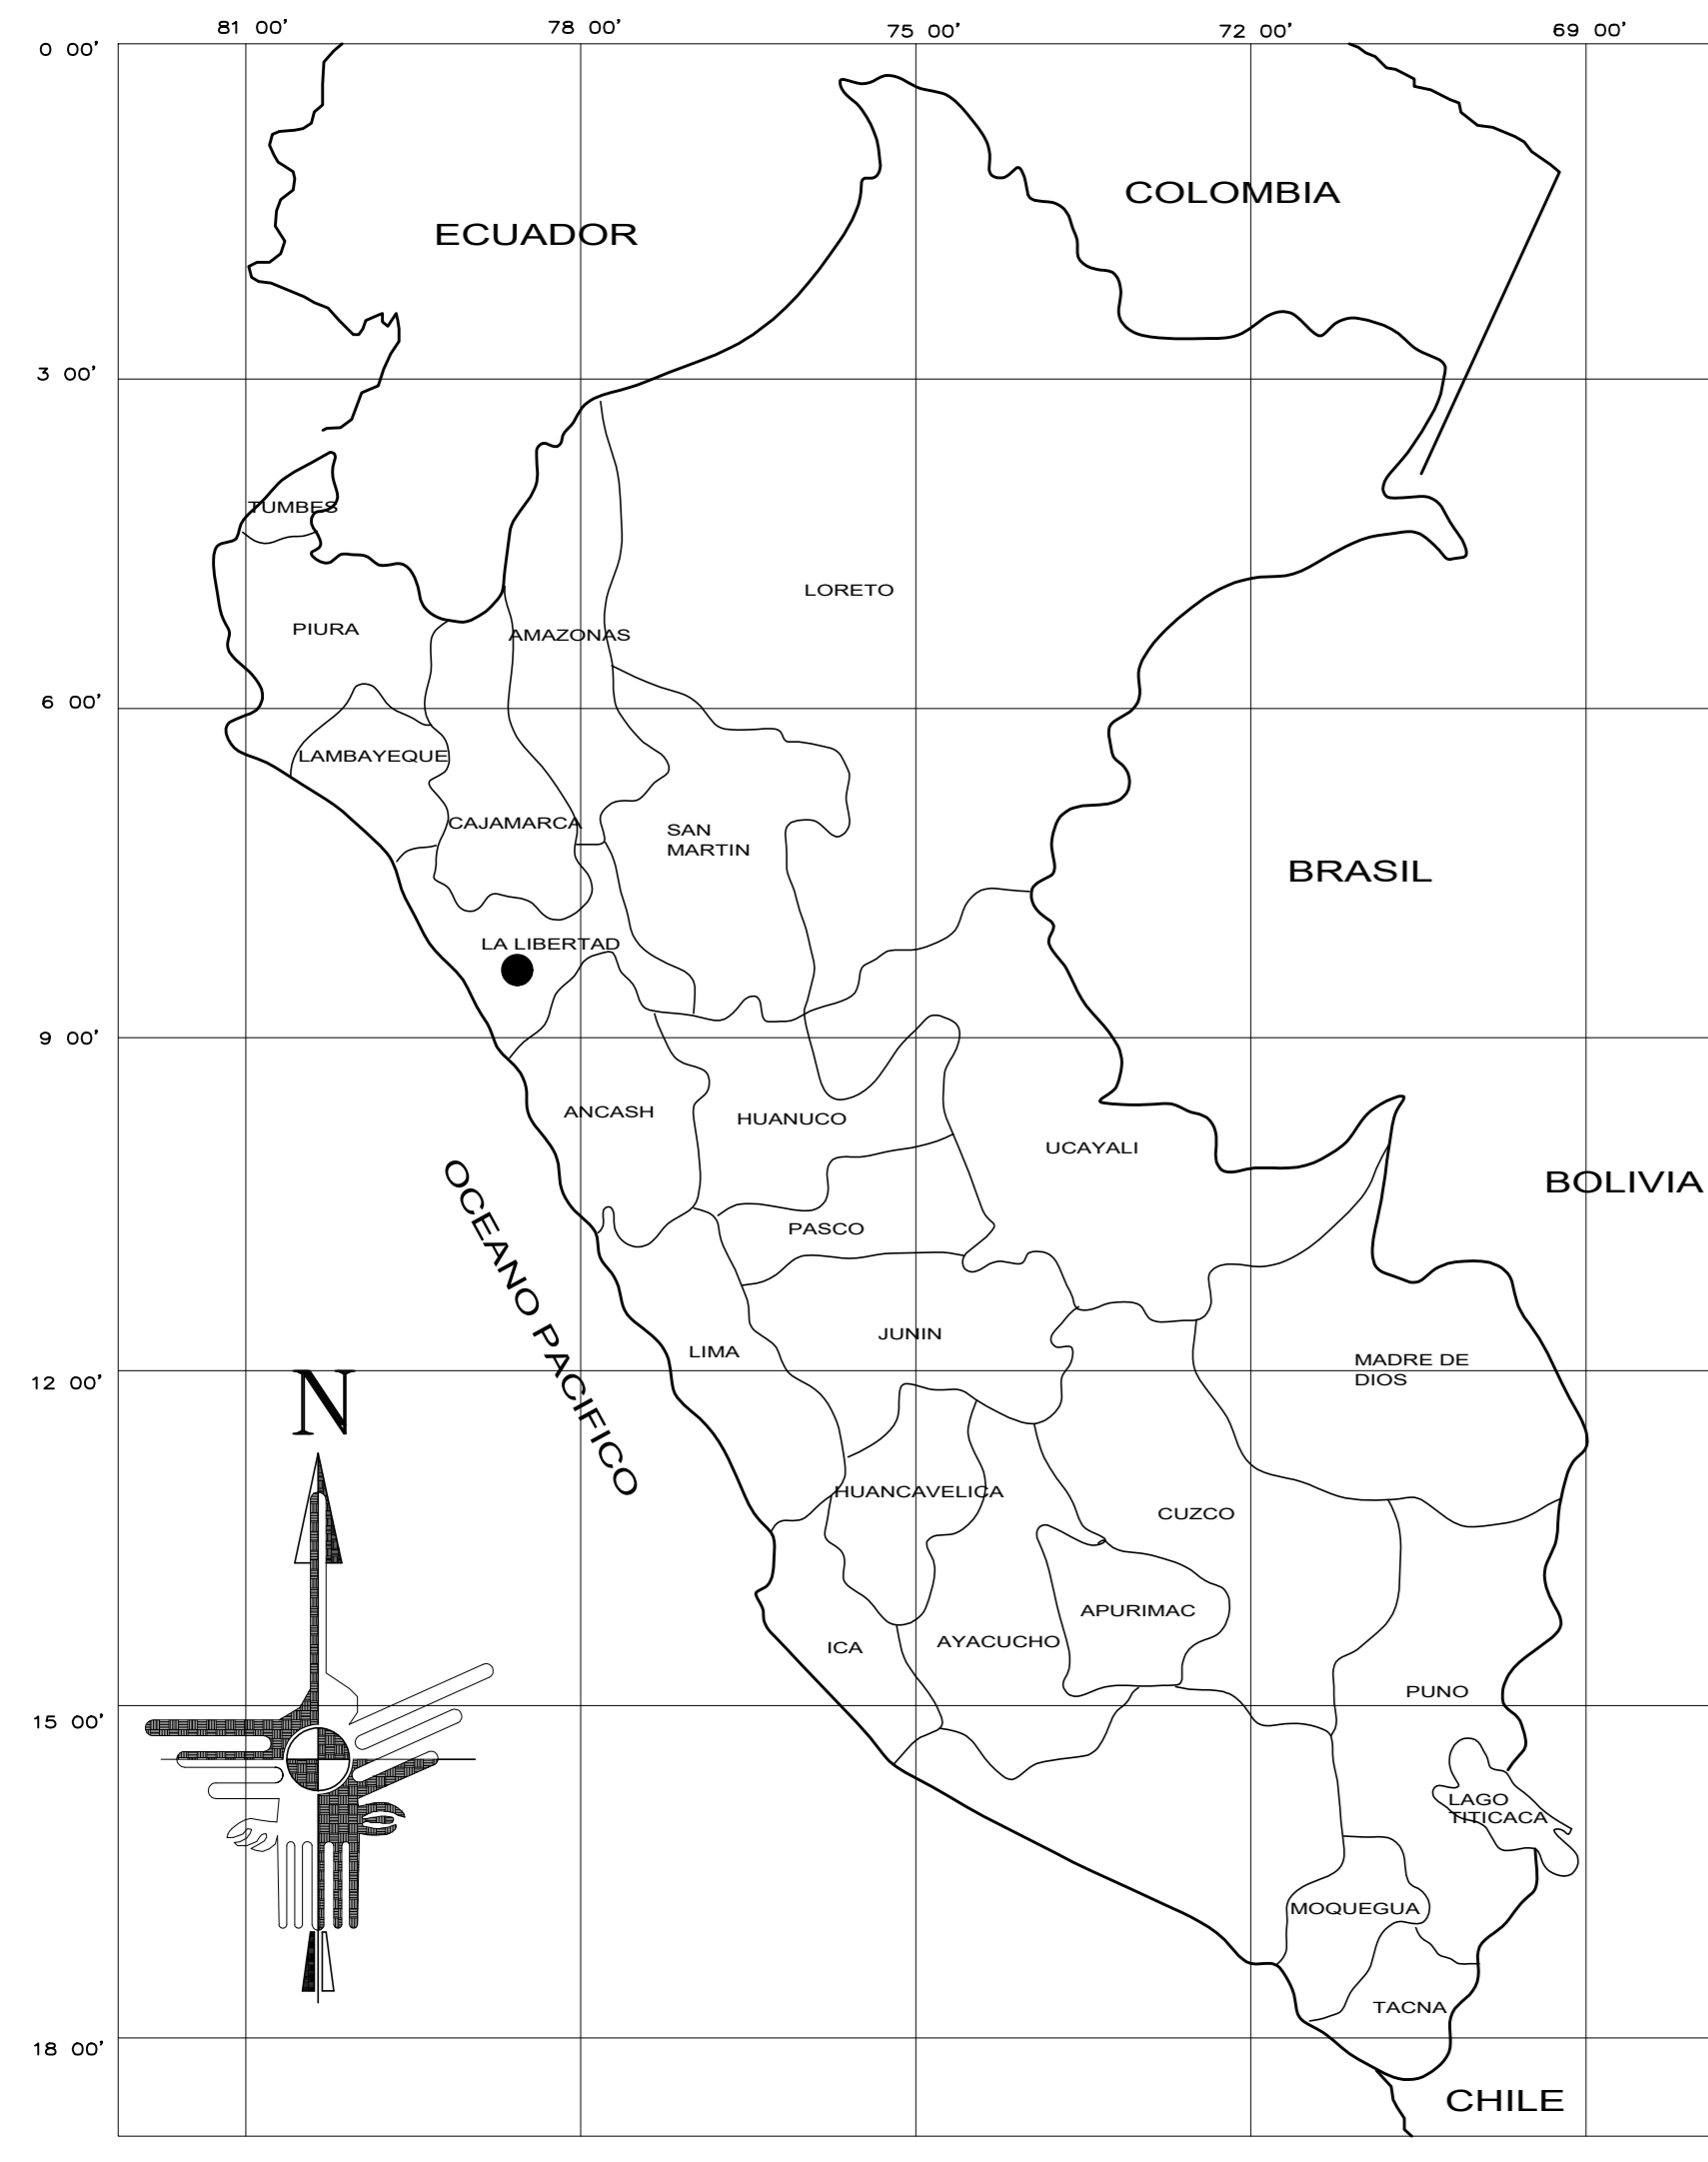 81 00'
78 00'
75 00'
72 00'
69 00'
0 00'
COLOMBIA
ECUADOR
3 00'
TUMBES
LORETO
PIURA
AMAZONAS
6 00'
LAMBAYEQUE
CAJAMARCA
SAN
MARTIN
BRASIL
LA LIBERTAD
9 00'
ANCASH
HUANUCO
UCAYALI
BOLIVIA
OCEANO PACIFICO
PASCO
JUNIN
LIMA
MADRE DE
DIOS
12 00'
N
HUANCAVELICA
CUZCO
APURIMAC
AYACUCHO
ICA
PUNO
15 00'
LAGO
TITICACA
MOQUEGUA
TACNA
18 00'
CHILE